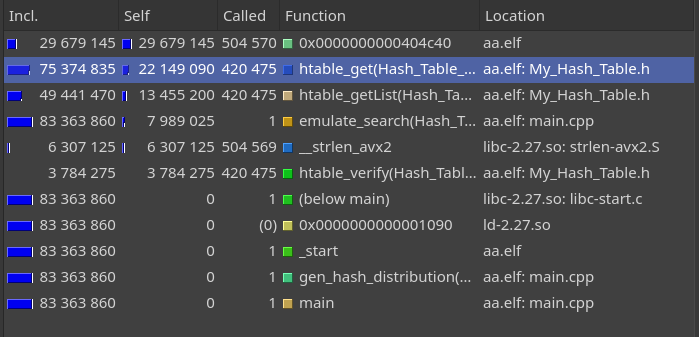 Incl. Self Called Function Location
29 679 145 29 679 145 504 570 0x0000000000404c40 aa.elf
75 374 835 22 149 090 420 475 htable_get(Hash_Table_... aa.elf: My_Hash_Table.h
49 441 470 13 455 200 420 475 htable_getList(Hash_Ta... aa.elf: My_Hash_Table.h
83 363 860 7 989 025 1 emulate_search(Hash_T... aa.elf: main.cpp
6 307 125 6 307 125 504 569 __strlen_avx2 libc-2.27.so: strlen-avx2.S
3 784 275 3 784 275 420 475 htable_verify(Hash_Tabl... aa.elf: My_Hash_Table.h
83 363 860 0 1 (below main) libc-2.27.so: libc-start.c
83 363 860 0 (0) 0x0000000000001090 ld-2.27.so
83 363 860 0 1 _start aa.elf
83 363 860 0 1 gen_hash_distribution(... aa.elf: main.cpp
83 363 860 0 1 main aa.elf: main.cpp